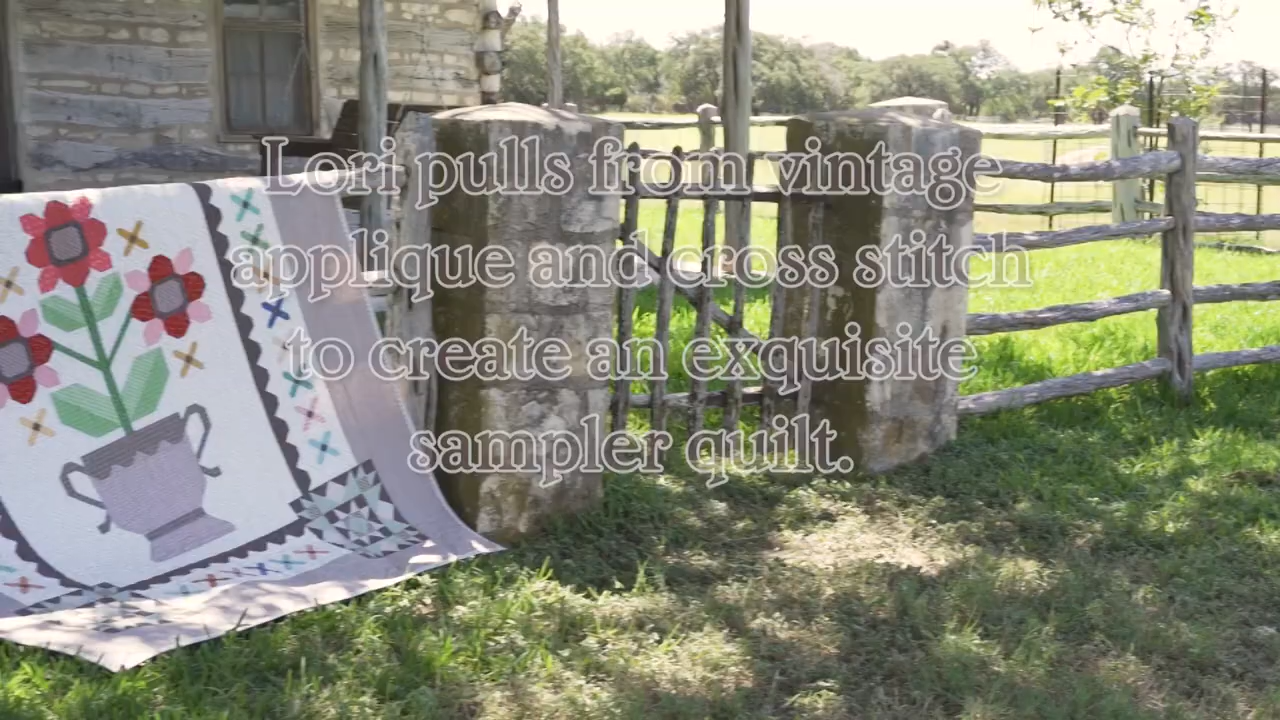 Lori pulls from vintage
applique and cross stitch
to create an exquisite
sampler quilt.